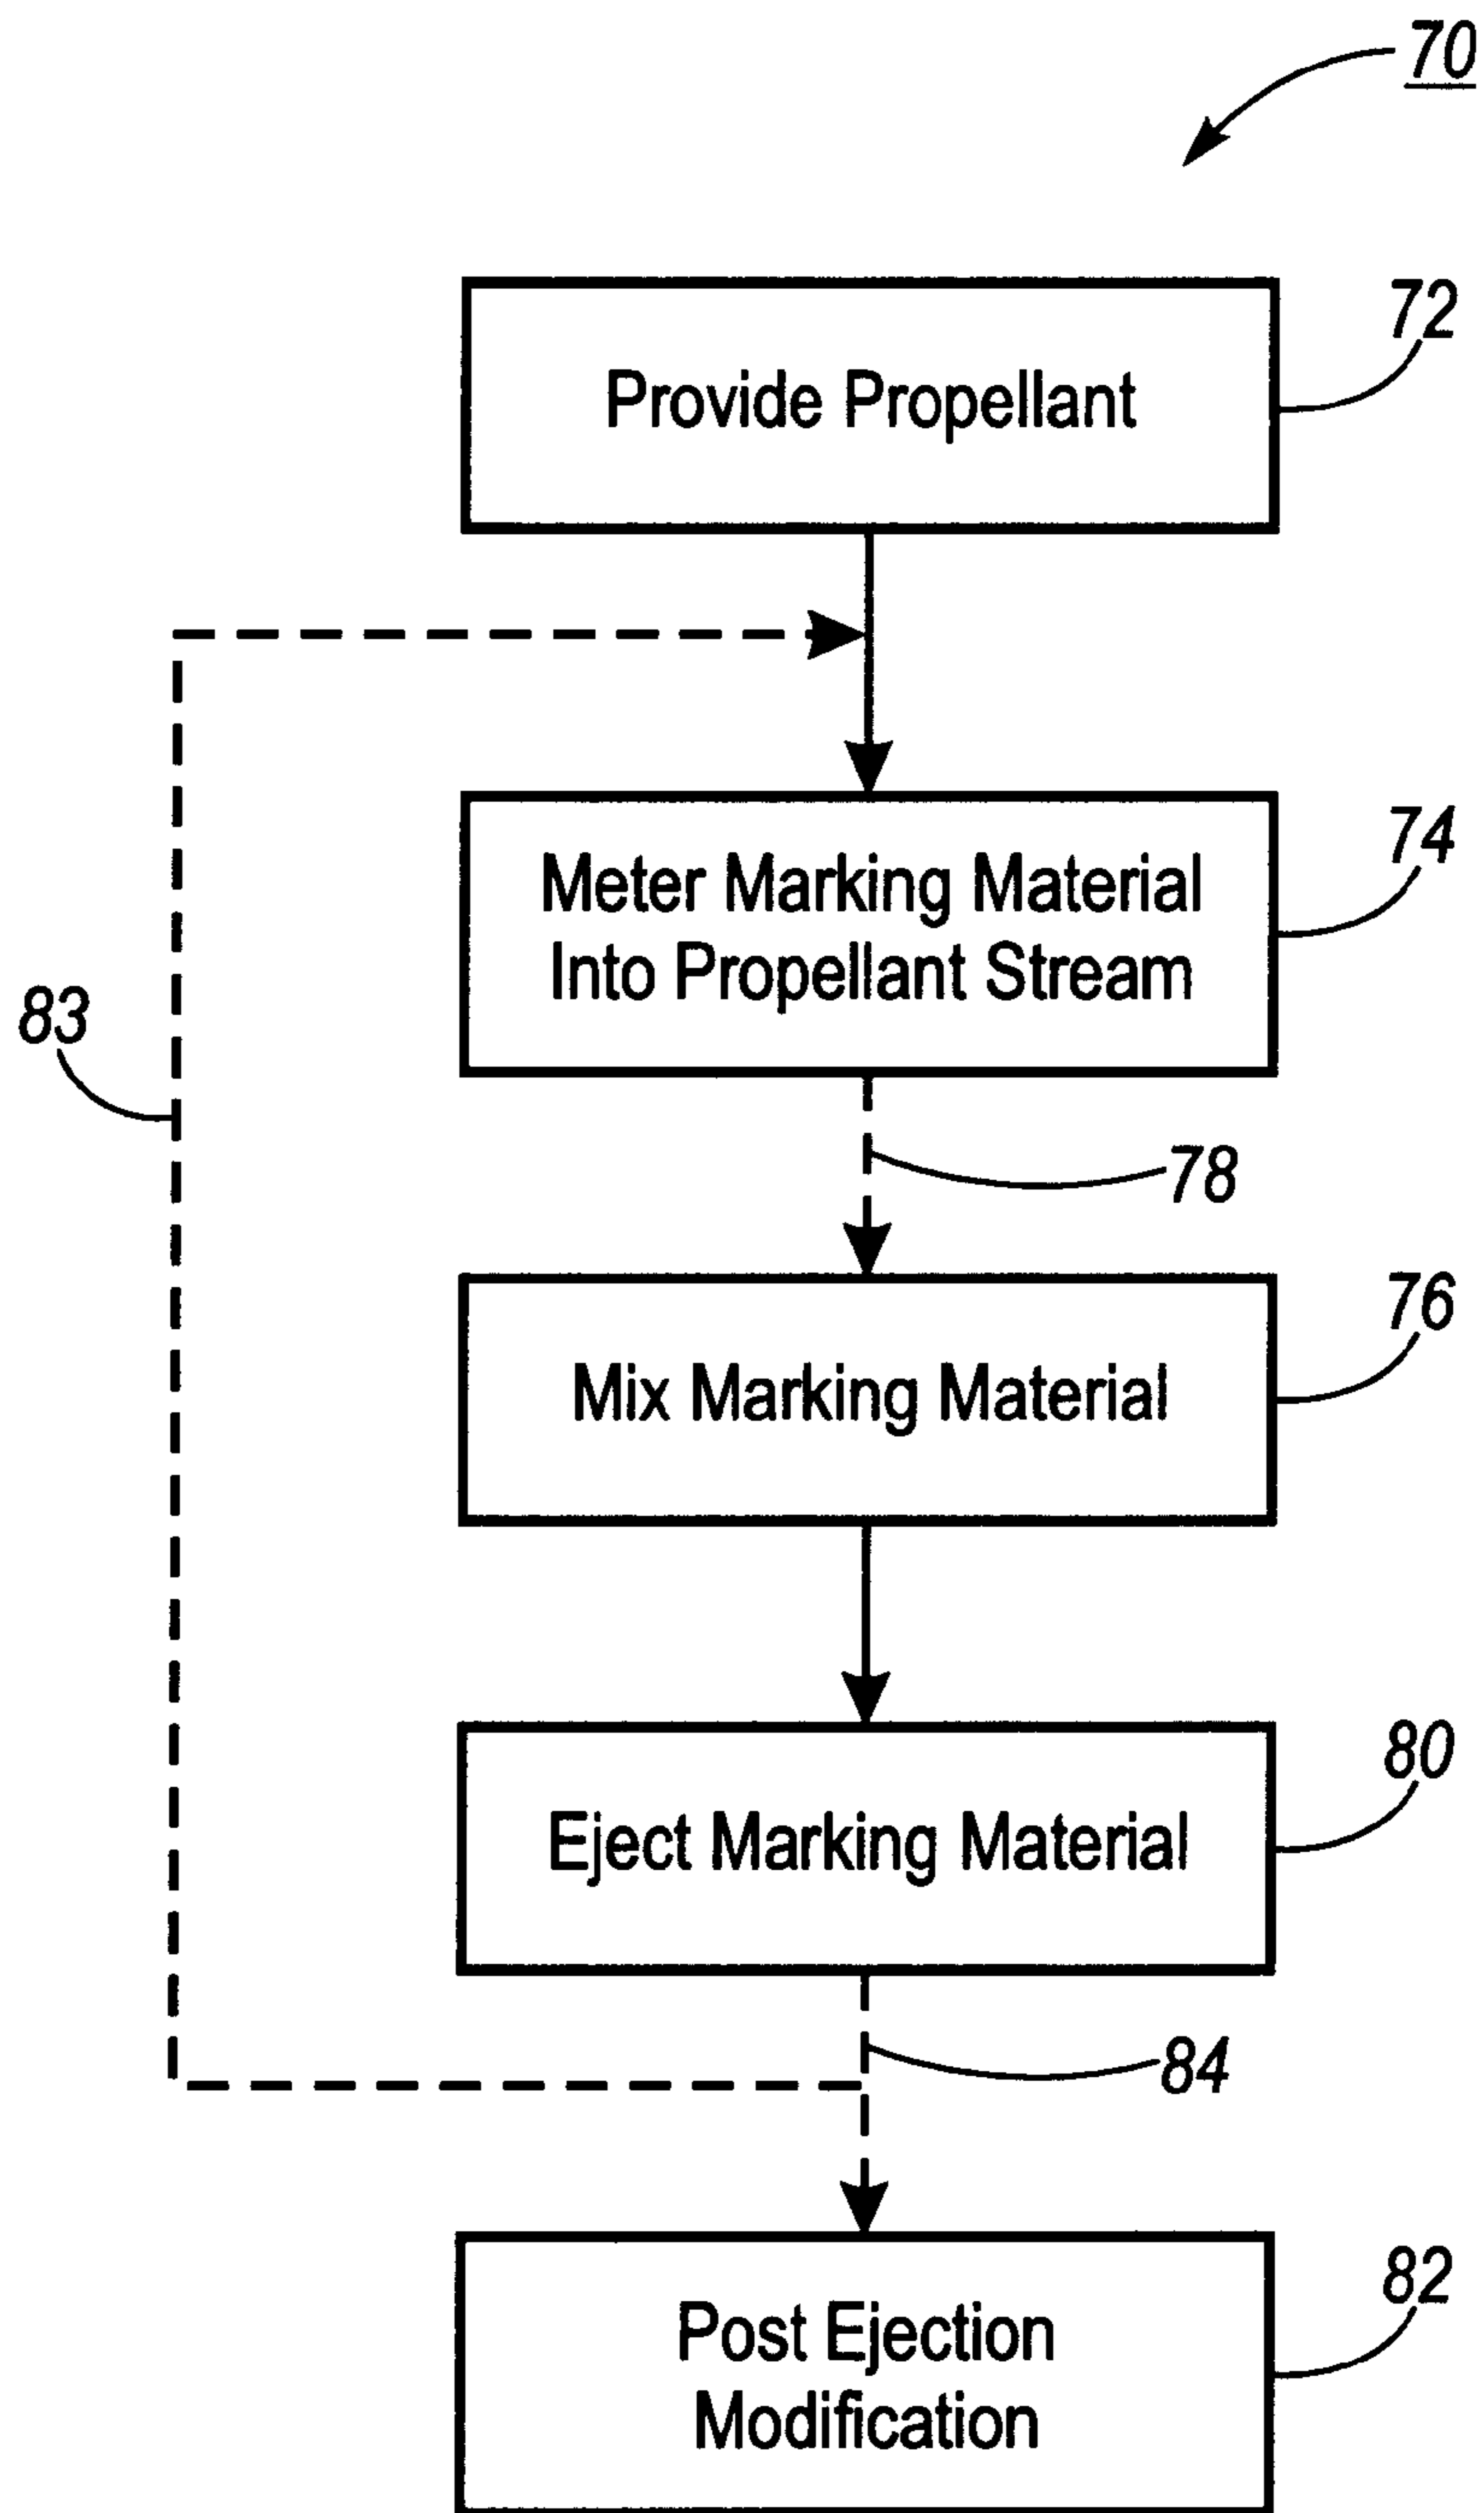 70
Provide Propellant
72
Meter Marking Material
Into Propellant Stream
74
83
78
Mix Marking Material
76
Eject Marking Material
80
84
Post Ejection
Modification
82